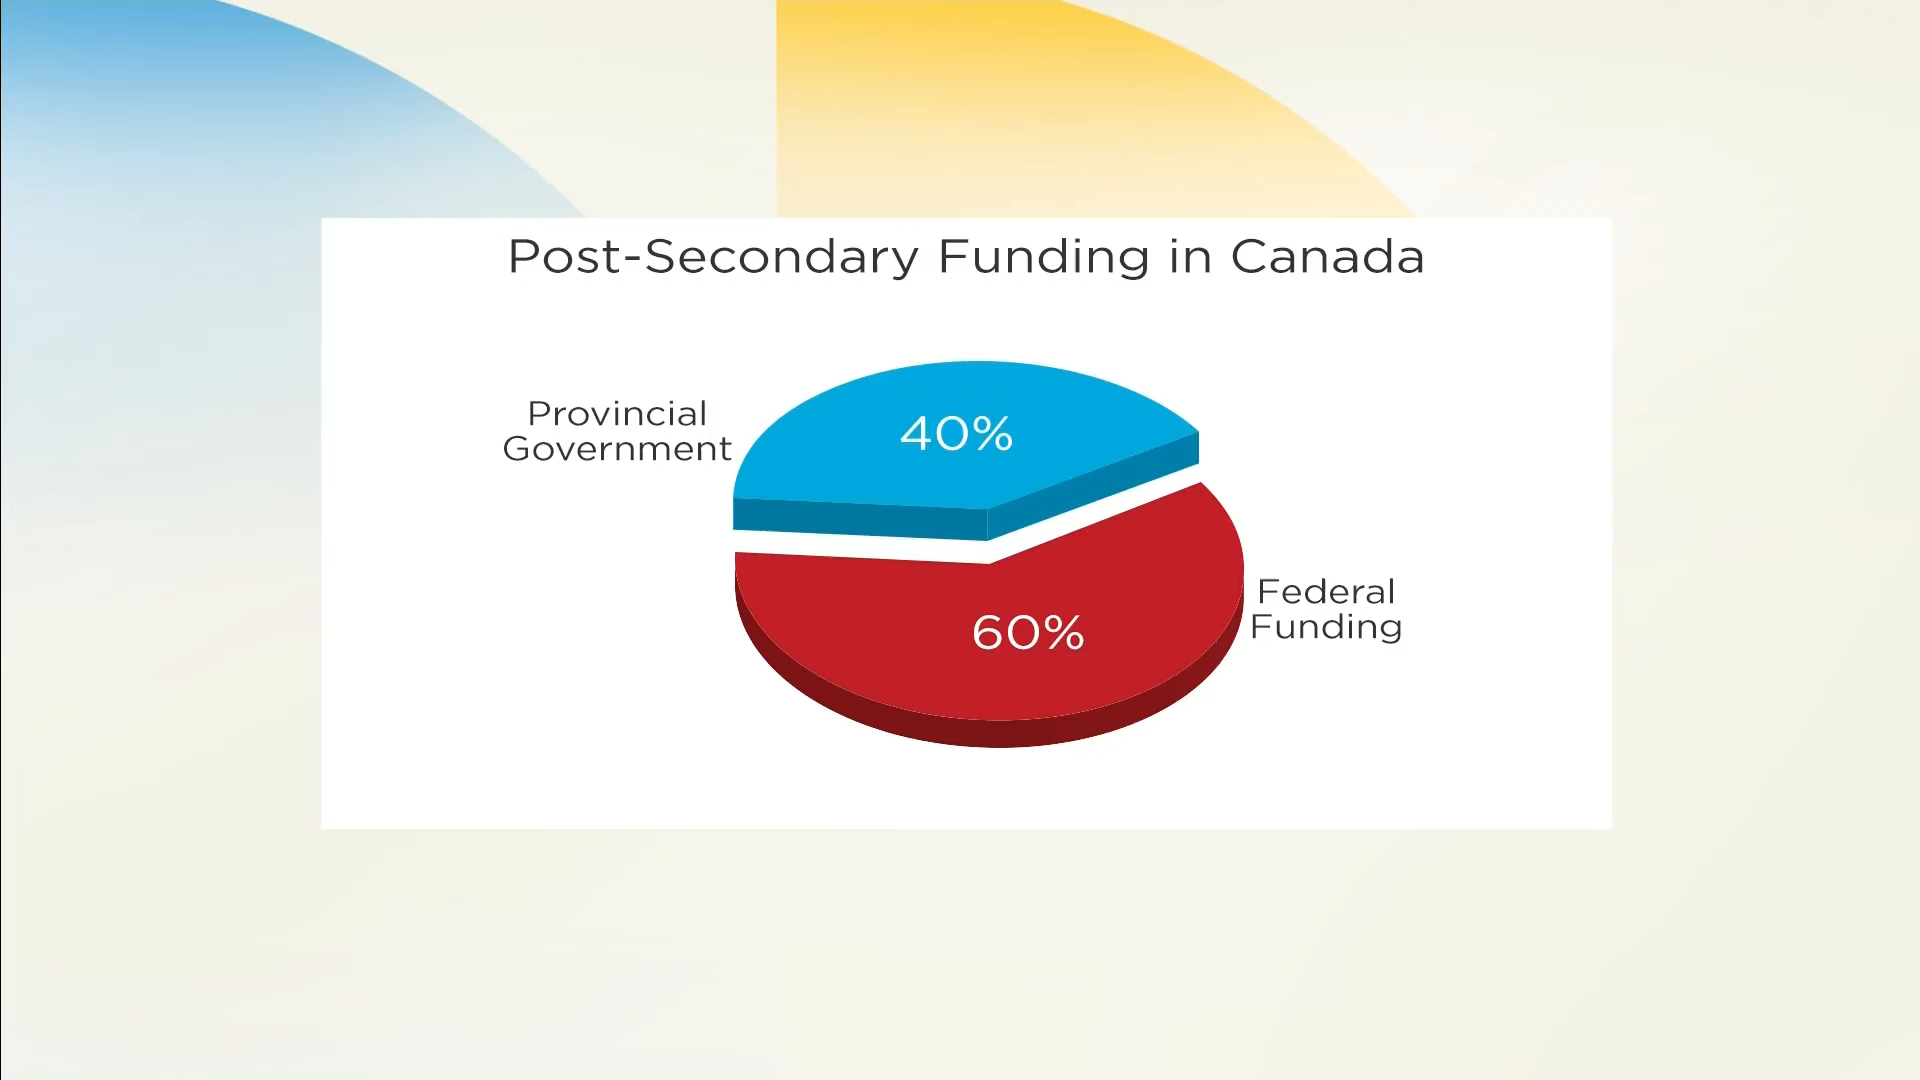 Post-Secondary Funding in Canada
Provincial
Government
40%
60%
Federal
Funding